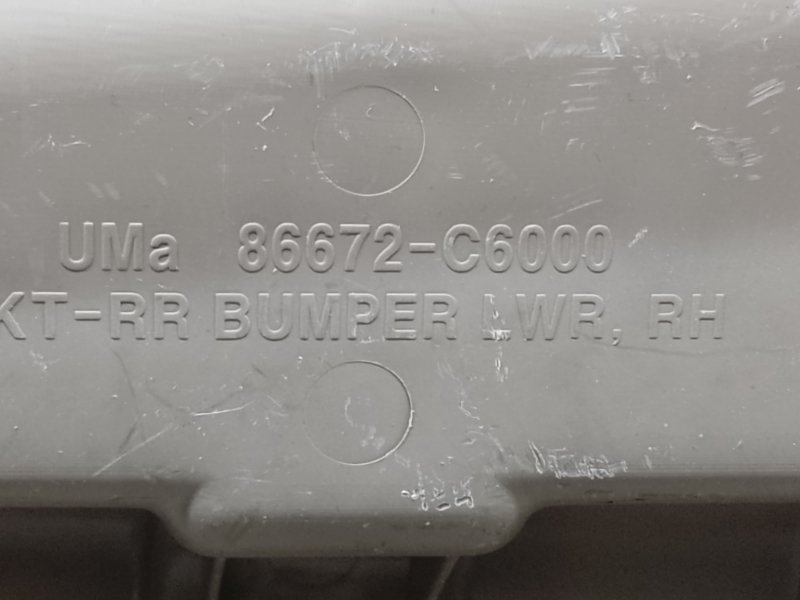 UMa 86672-C6000
KT-RR BUMPER LWR, RH